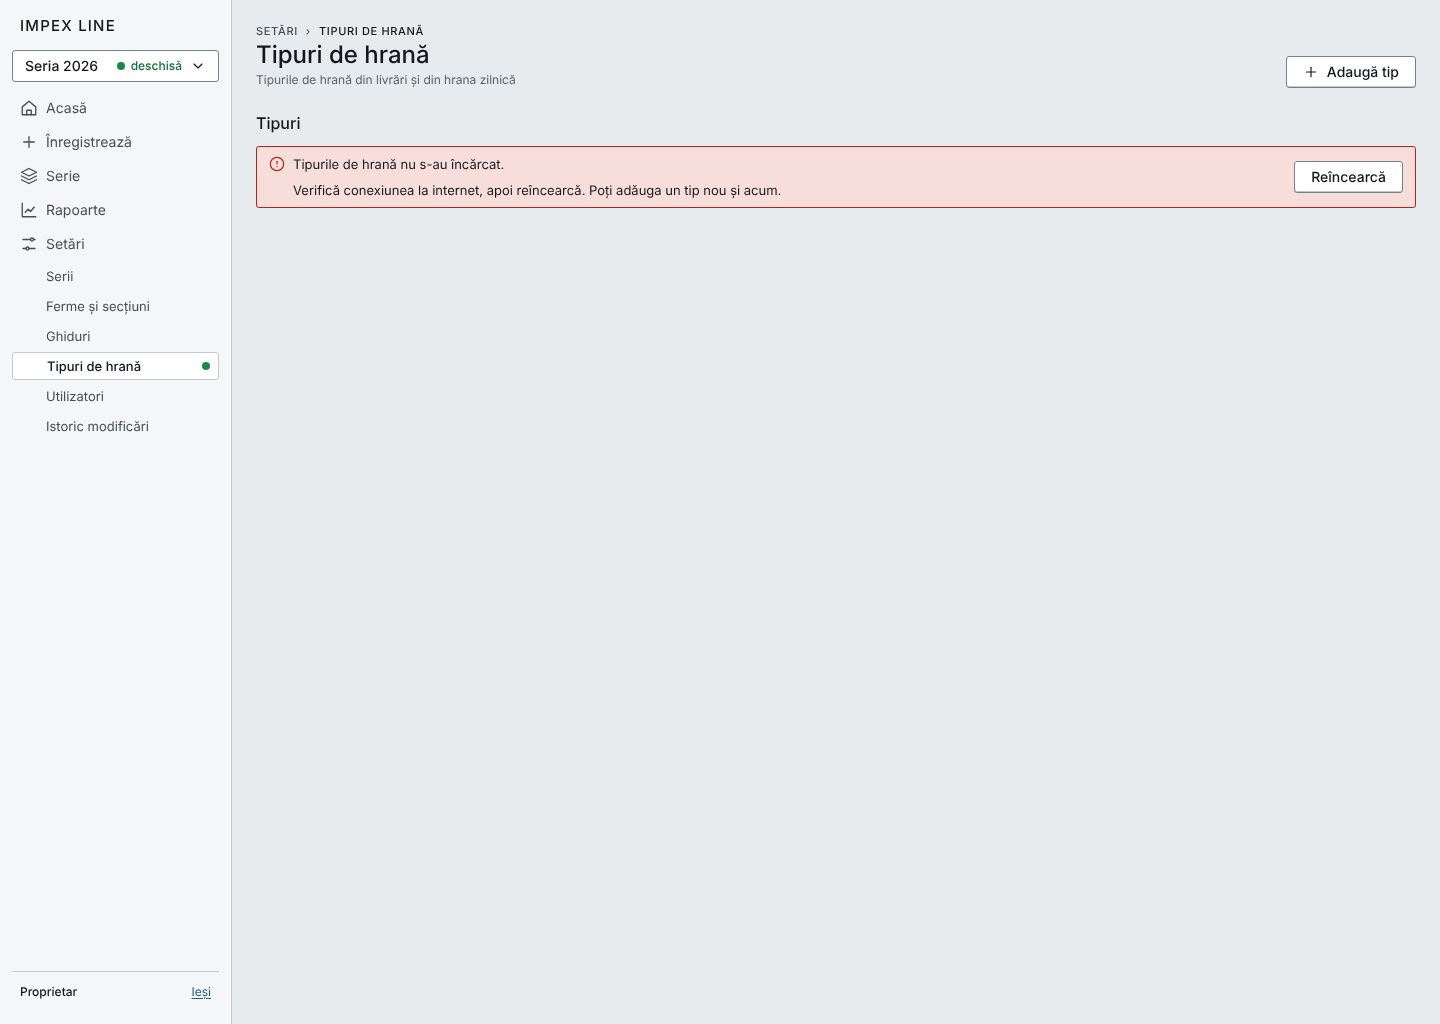 IMPEX LINE
Seria 2026 deschisă
Acasă
Înregistrează
Serie
Rapoarte
Setări
Serii
Ferme și secțiuni
Ghiduri
Tipuri de hrană
Utilizatori
Istoric modificări
Proprietar Ieși
SETĂRI › TIPURI DE HRANĂ
Tipuri de hrană
Tipurile de hrană din livrări și din hrana zilnică
Adaugă tip
Tipuri
Tipurile de hrană nu s-au încărcat.
Verifică conexiunea la internet, apoi reîncearcă. Poți adăuga un tip nou și acum.
Reîncearcă